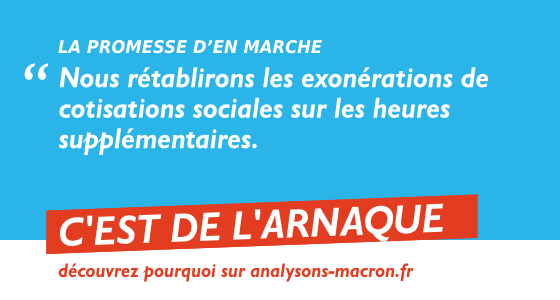 LA PROMESSE D’EN MARCHE
“ Nous rétablirons les exonérations de
cotisations sociales sur les heures
supplémentaires.
C'EST DE L'ARNAQUE
découvrez pourquoi sur analysons-macron.fr